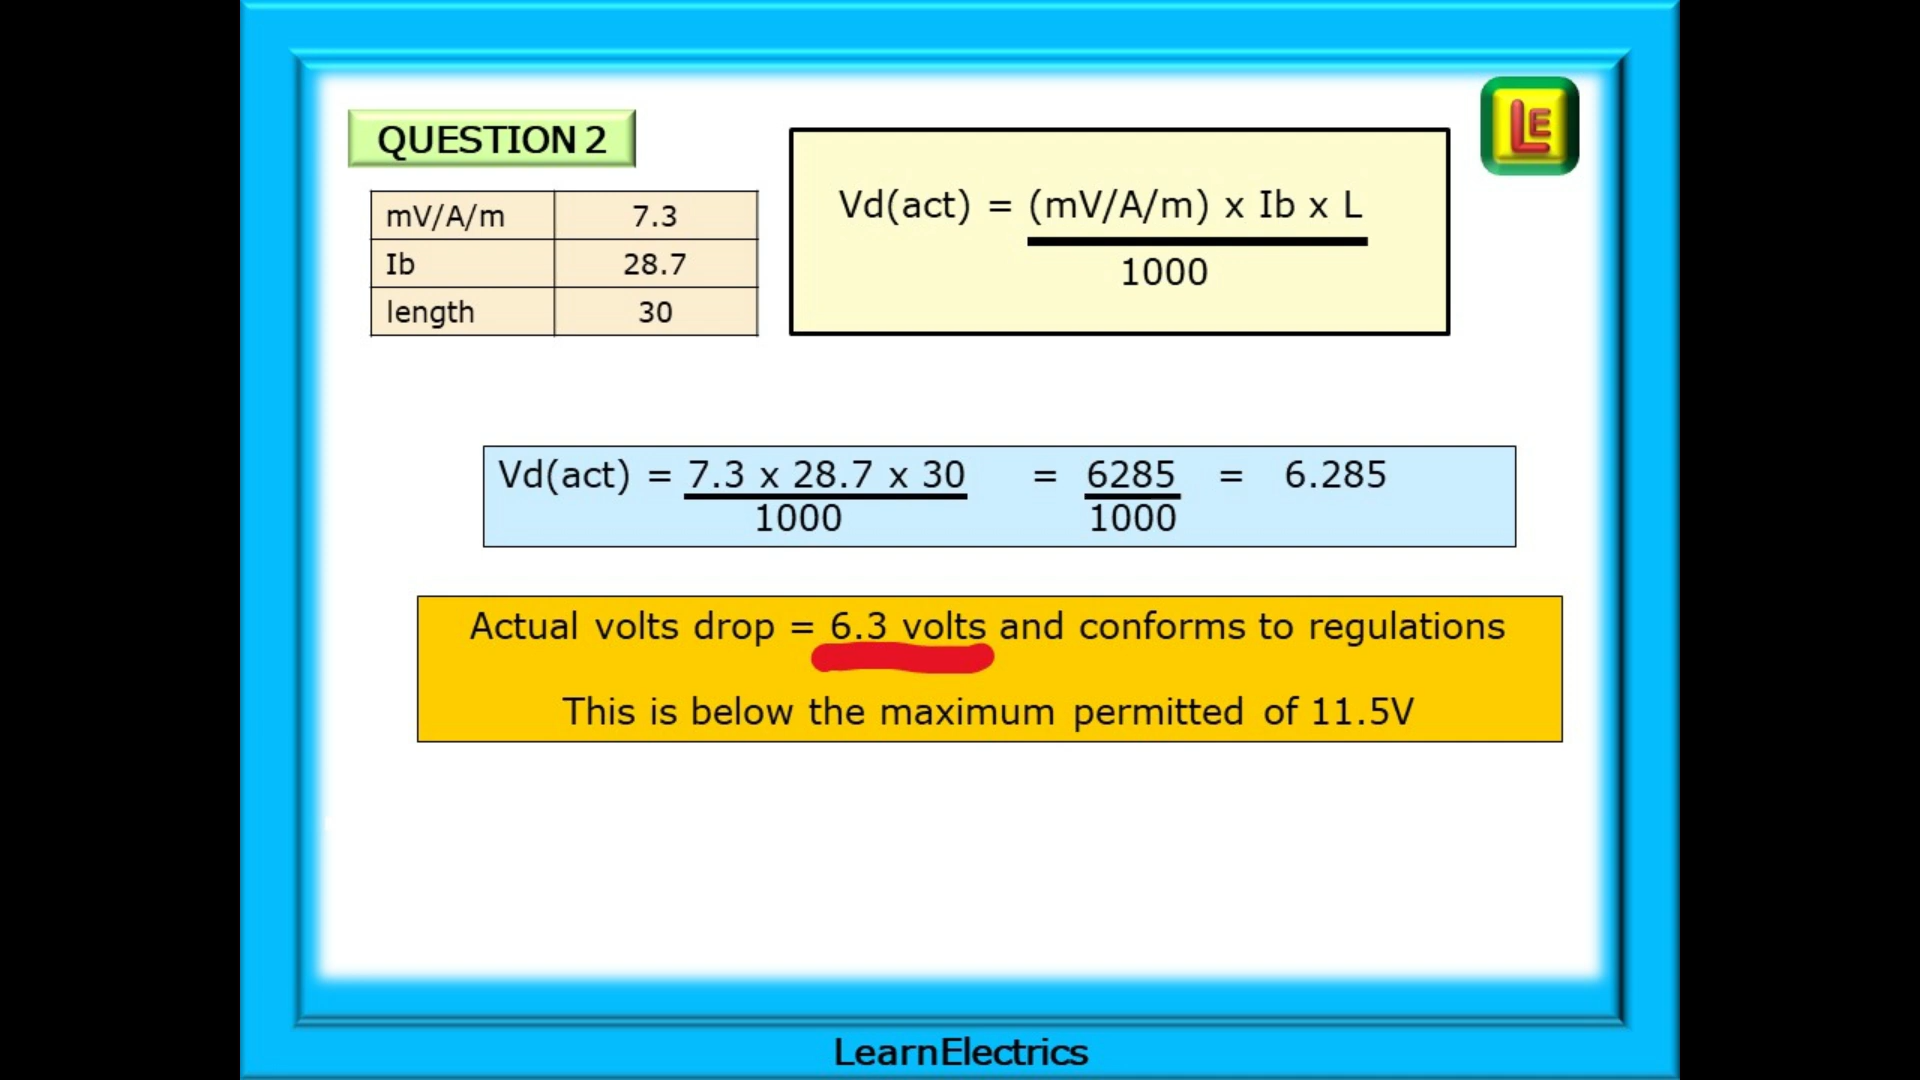 LE
QUESTION 2
mV/A/m 7.3
Ib 28.7
length 30
Vd(act) = (mV/A/m) x Ib x L
1000
Vd(act) = 7.3 x 28.7 x 30 = 6285 = 6.285
1000 1000
Actual volts drop = 6.3 volts and conforms to regulations
This is below the maximum permitted of 11.5V
LearnElectrics